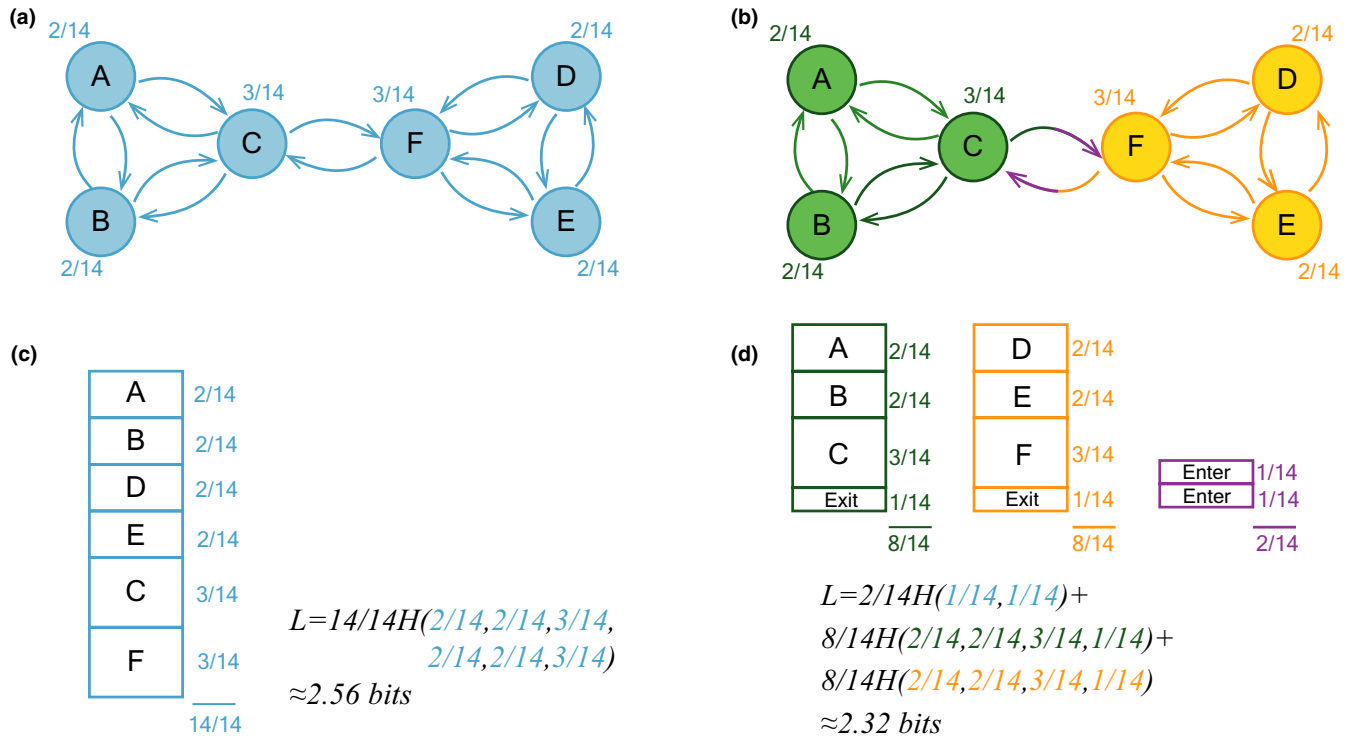 (a)
2/14
A
2/14
D
3/14
C
3/14
F
B
2/14
E
2/14
(b)
2/14
A
2/14
D
3/14
C
3/14
F
B
2/14
E
2/14
(c)
A 2/14
B 2/14
D 2/14
E 2/14
C 3/14
F 3/14
14/14
L=14/14H(2/14,2/14,3/14,
2/14,2/14,3/14)
≈2.56 bits
(d)
A 2/14
B 2/14
C 3/14
Exit 1/14
8/14
D 2/14
E 2/14
F 3/14
Exit 1/14
8/14
Enter 1/14
Enter 1/14
2/14
L=2/14H(1/14,1/14)+
8/14H(2/14,2/14,3/14,1/14)+
8/14H(2/14,2/14,3/14,1/14)
≈2.32 bits